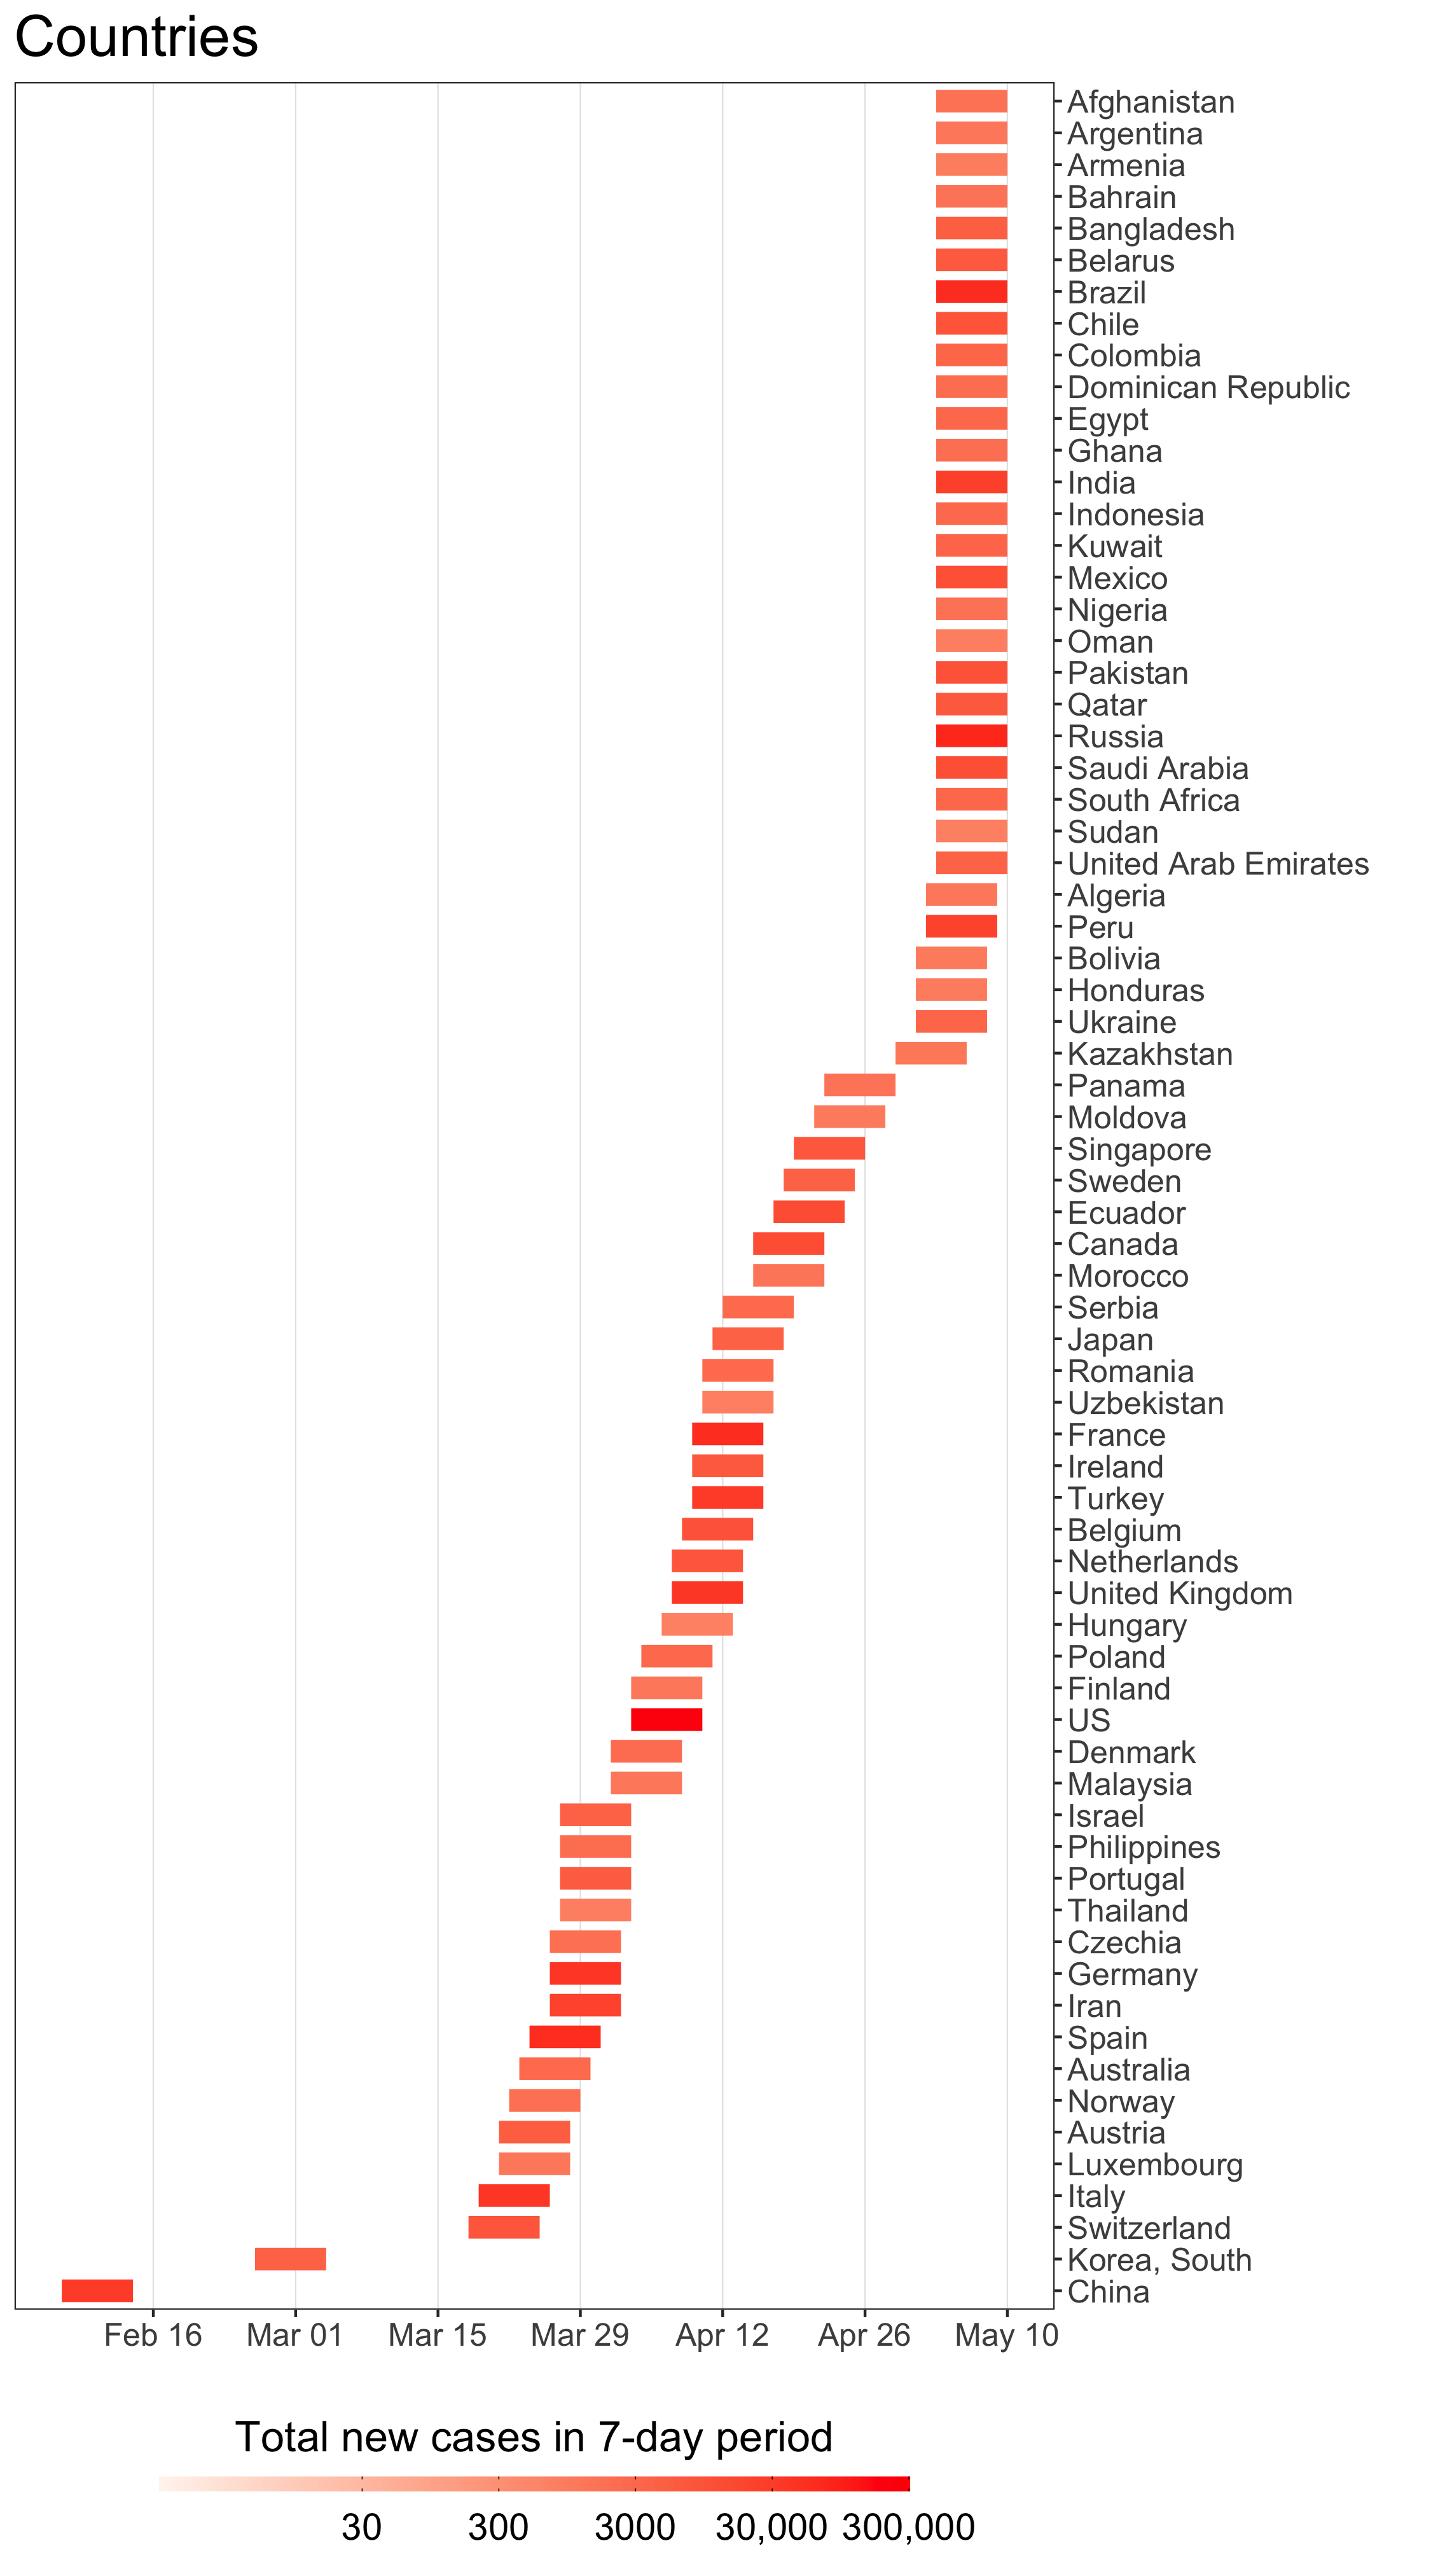 Countries
Afghanistan
Argentina
Armenia
Bahrain
Bangladesh
Belarus
Brazil
Chile
Colombia
Dominican Republic
Egypt
Ghana
India
Indonesia
Kuwait
Mexico
Nigeria
Oman
Pakistan
Qatar
Russia
Saudi Arabia
South Africa
Sudan
United Arab Emirates
Algeria
Peru
Bolivia
Honduras
Ukraine
Kazakhstan
Panama
Moldova
Singapore
Sweden
Ecuador
Canada
Morocco
Serbia
Japan
Romania
Uzbekistan
France
Ireland
Turkey
Belgium
Netherlands
United Kingdom
Hungary
Poland
Finland
US
Denmark
Malaysia
Israel
Philippines
Portugal
Thailand
Czechia
Germany
Iran
Spain
Australia
Norway
Austria
Luxembourg
Italy
Switzerland
Korea, South
China
Feb 16 Mar 01 Mar 15 Mar 29 Apr 12 Apr 26 May 10
Total new cases in 7-day period
30 300 3000 30,000 300,000